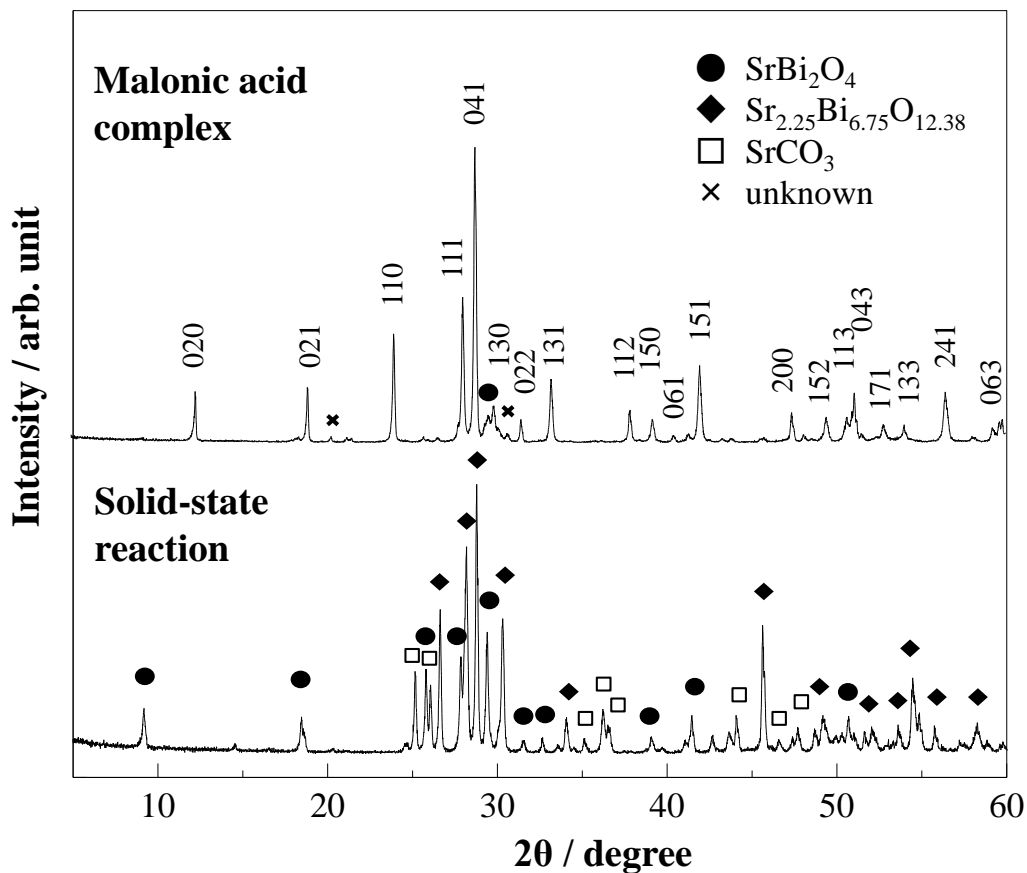 Malonic acid
complex
SrBi₂O₄
Sr₂.₂₅Bi₆.₇₅O₁₂.₃₈
SrCO₃
unknown
020
021
110
111
041
130
022
131
112
150
061
151
200
152
113
043
171
133
241
063
Solid-state
reaction
Intensity / arb. unit
10 20 30 40 50 60
2θ / degree